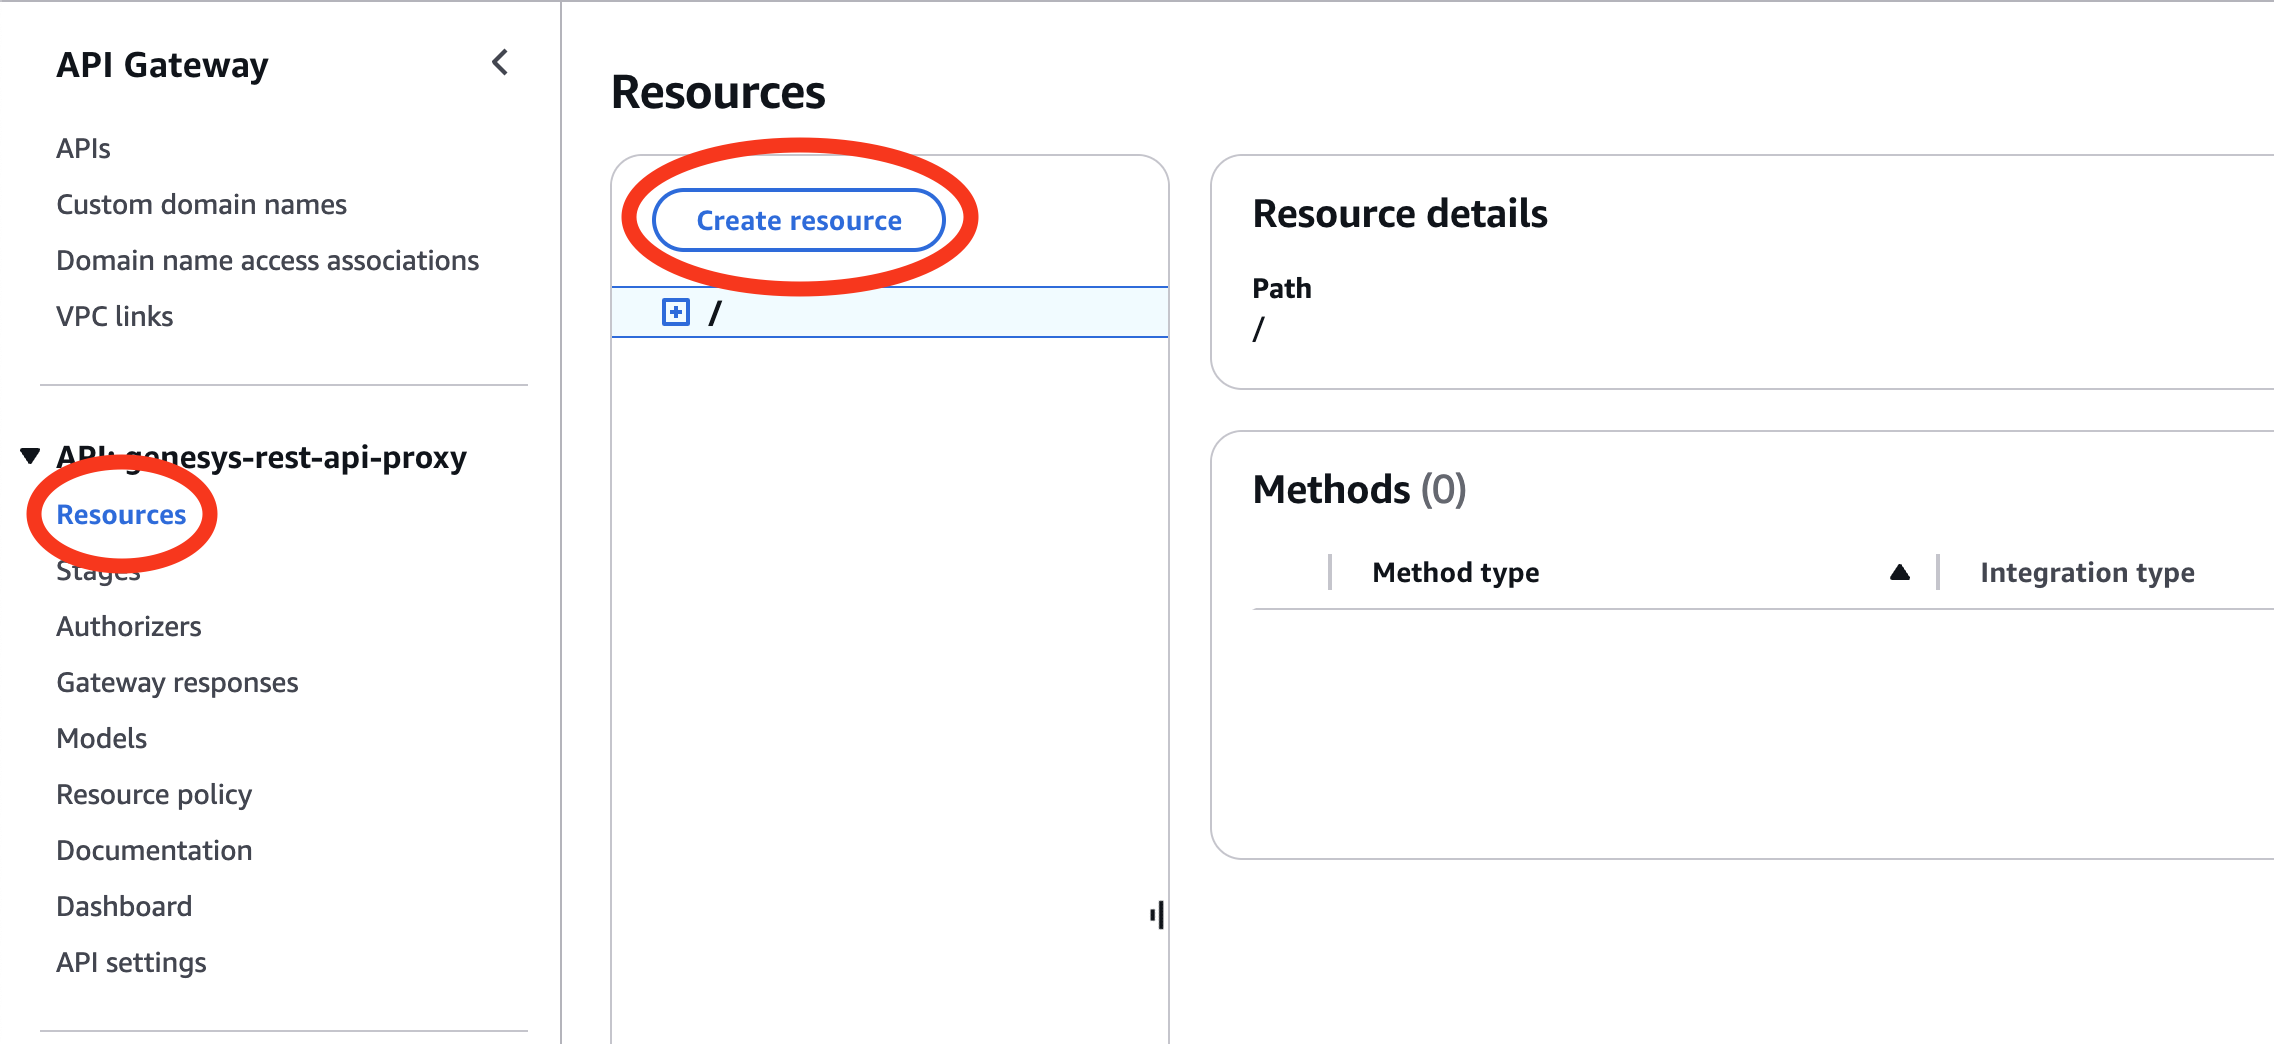 API Gateway
APIs
Custom domain names
Domain name access associations
VPC links
API: genesys-rest-api-proxy
Resources
Stages
Authorizers
Gateway responses
Models
Resource policy
Documentation
Dashboard
API settings
Resources
Create resource
/
Resource details
Path
/
Methods (0)
Method type
Integration type